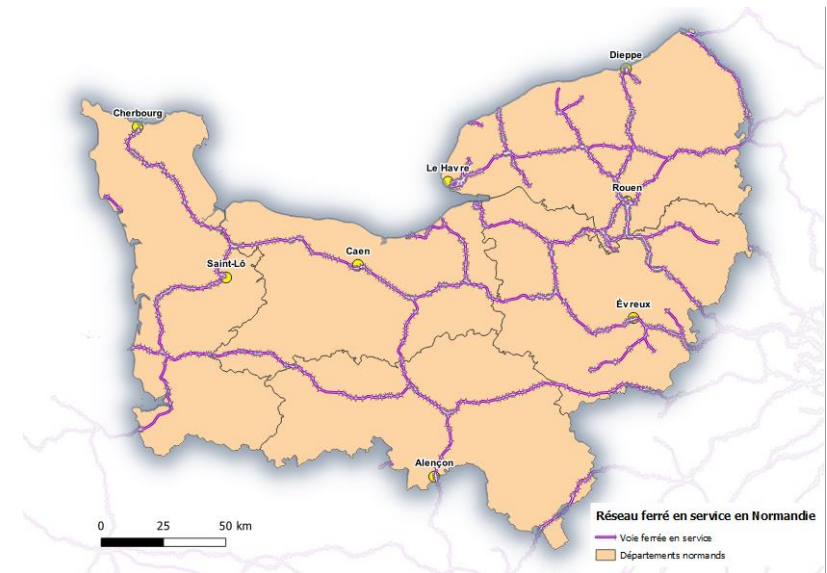 Dieppe
Cherbourg
Le Havre
Rouen
Caen
Saint-Lô
Évreux
Alençon
0 25 50 km
Réseau ferré en service en Normandie
Voie ferrée en service
Départements normands